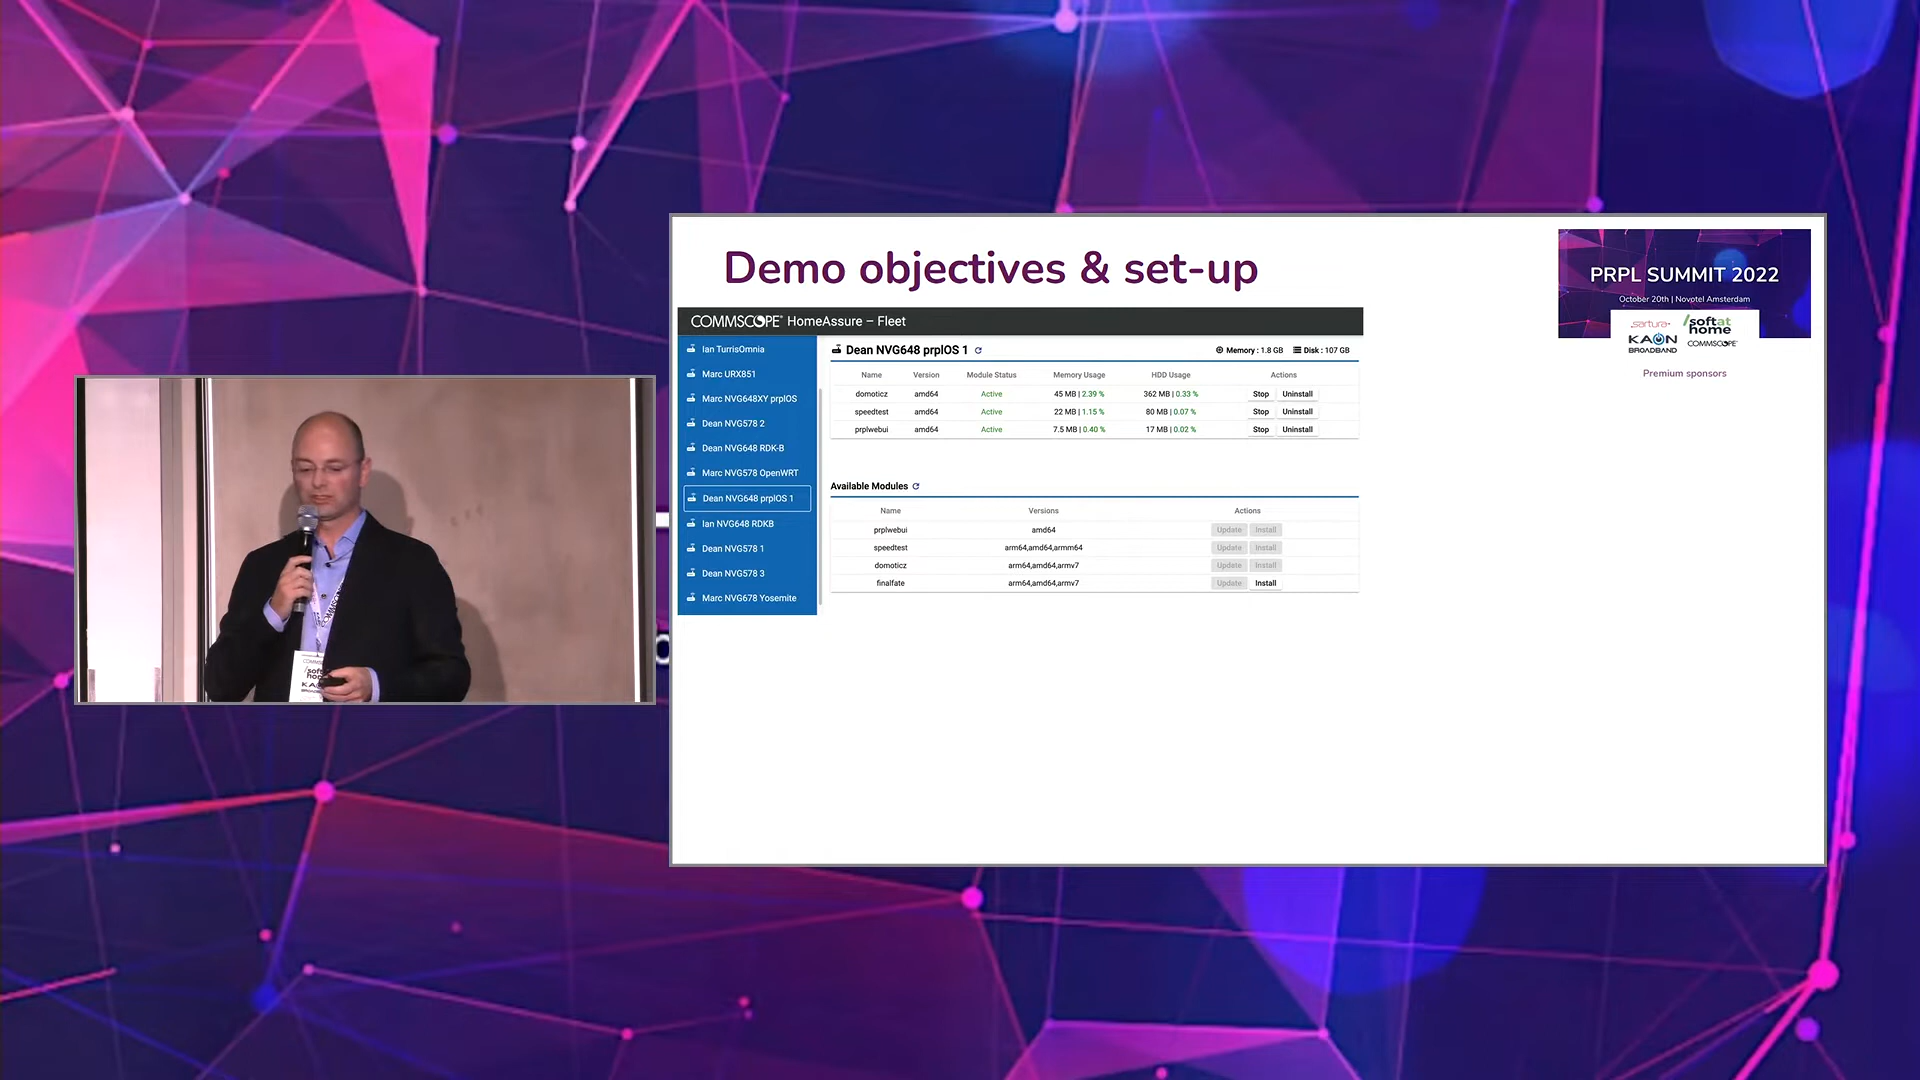 Demo objectives & set-up
COMMSCOPE HomeAssure – Fleet
Ian TurrisOmnia
Marc URX851
Marc NVG648XY prplOS
Dean NVG578 2
Dean NVG648 RDK-B
Marc NVG578 OpenWRT
Dean NVG648 prplOS 1
Ian NVG648 RDKB
Dean NVG578 1
Dean NVG578 3
Marc NVG678 Yosemite
Dean NVG648 prplOS 1 Memory : 1.8 GB Disk : 107 GB
Name Version Module Status Memory Usage HDD Usage Actions
domoticz amd64 Active 45 MB | 2.39 % 362 MB | 0.33 % Stop Uninstall
speedtest amd64 Active 22 MB | 1.15 % 80 MB | 0.07 % Stop Uninstall
prplwebui amd64 Active 7.5 MB | 0.40 % 17 MB | 0.02 % Stop Uninstall
Available Modules
Name Versions Actions
prplwebui amd64 Update Install
speedtest arm64,amd64,armm64 Update Install
domoticz arm64,amd64,armv7 Update Install
finalfate arm64,amd64,armv7 Update Install
PRPL SUMMIT 2022
October 20th | Novotel Amsterdam
sartura
/softat
home
KAON
BROADBAND
COMMSCOPE
Premium sponsors
/soft